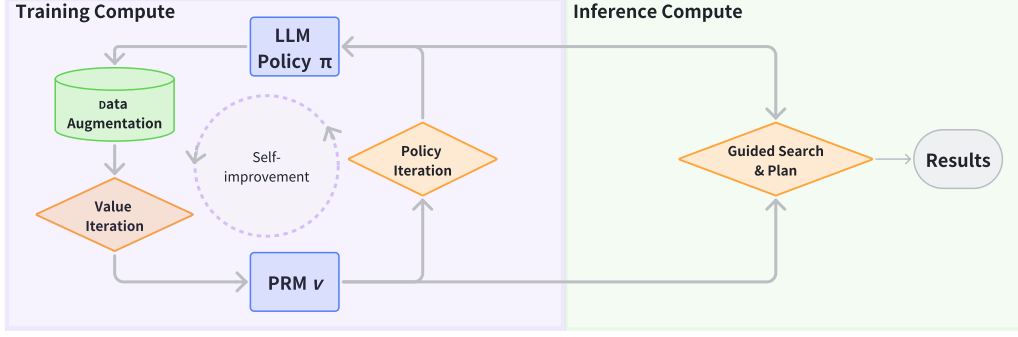 Training Compute
Inference Compute
LLM
Policy π
Data
Augmentation
Self-
improvement
Policy
Iteration
Guided Search
& Plan
Results
Value
Iteration
PRM v